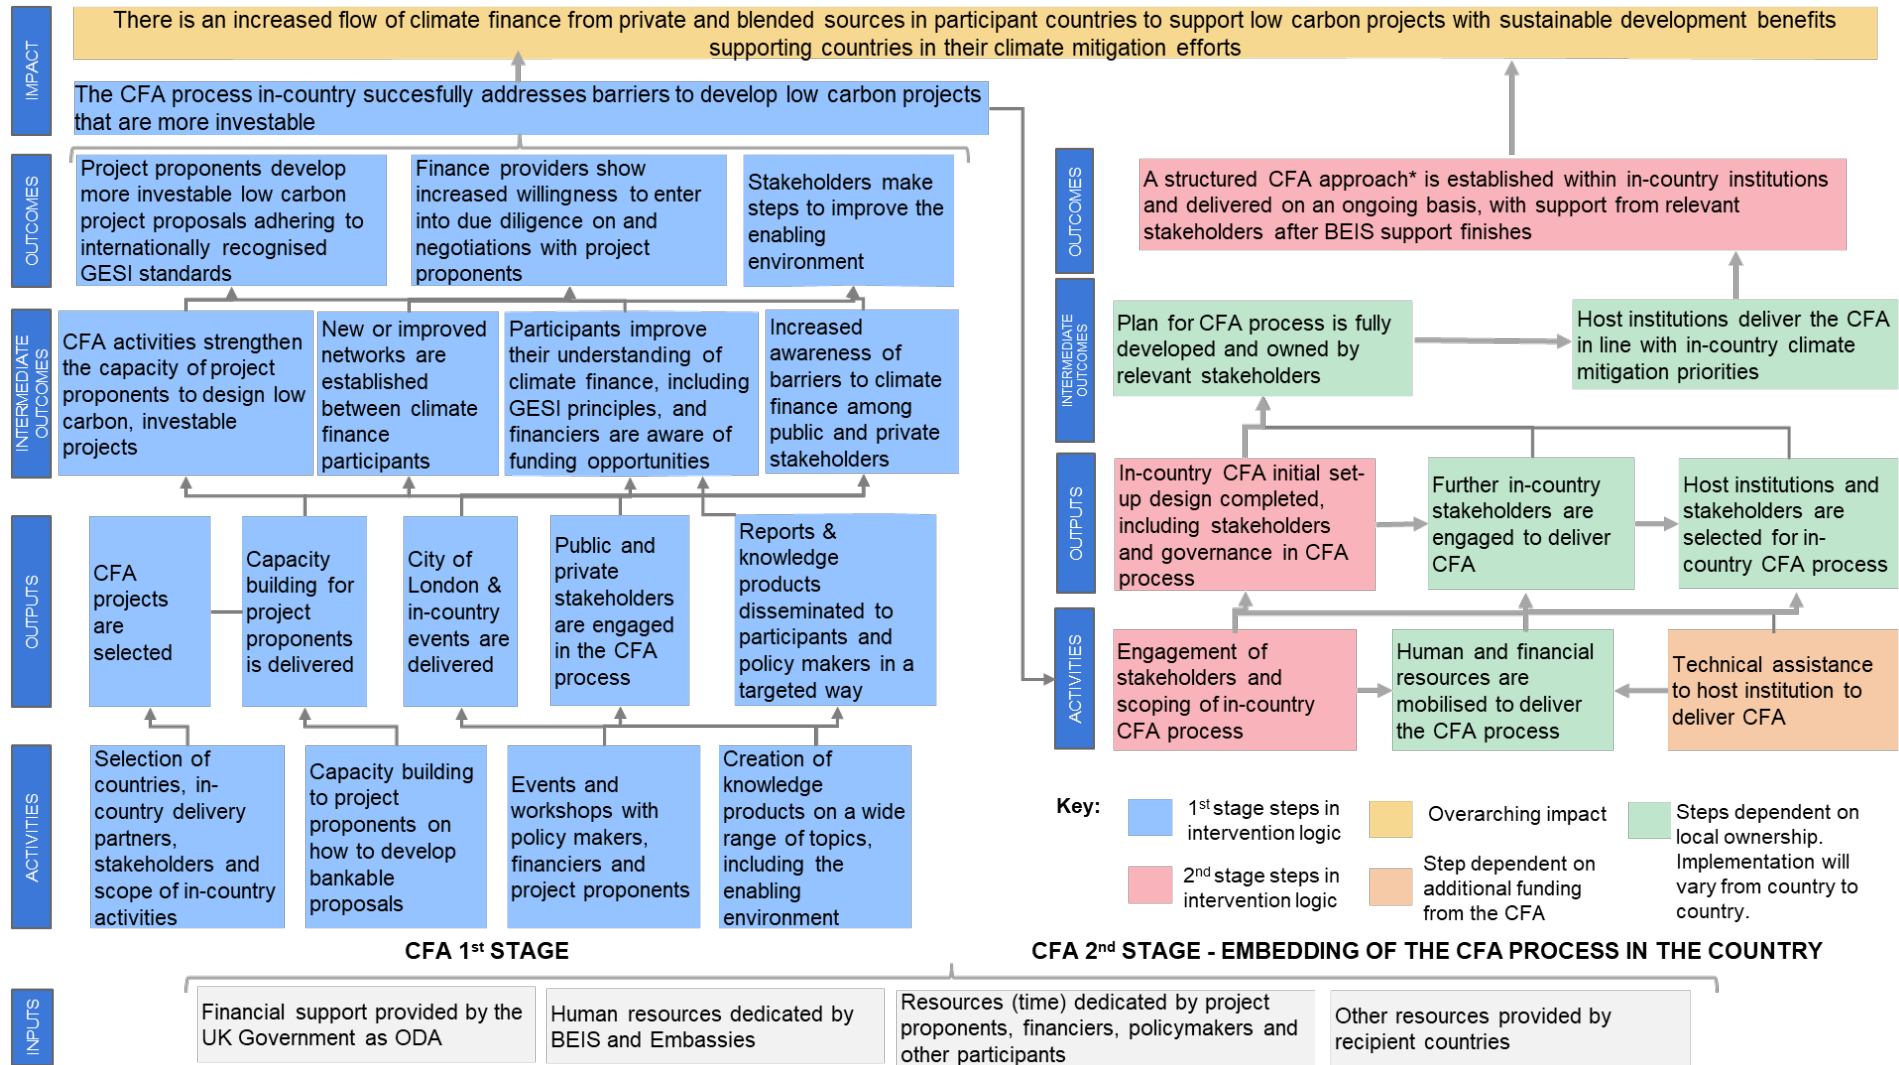 IMPACT
There is an increased flow of climate finance from private and blended sources in participant countries to support low carbon projects with sustainable development benefits
supporting countries in their climate mitigation efforts
The CFA process in-country succesfully addresses barriers to develop low carbon projects
that are more investable
OUTCOMES
Project proponents develop
more investable low carbon
project proposals adhering to
internationally recognised
GESI standards
Finance providers show
increased willingness to enter
into due diligence on and
negotiations with project
proponents
Stakeholders make
steps to improve the
enabling
environment
INTERMEDIATE
OUTCOMES
CFA activities strengthen
the capacity of project
proponents to design low
carbon, investable
projects
New or improved
networks are
established
between climate
finance
participants
Participants improve
their understanding of
climate finance, including
GESI principles, and
financiers are aware of
funding opportunities
Increased
awareness of
barriers to climate
finance among
public and private
stakeholders
OUTPUTS
CFA
projects
are
selected
Capacity
building for
project
proponents
is delivered
City of
London &
in-country
events are
delivered
Public and
private
stakeholders
are engaged
in the CFA
process
Reports &
knowledge
products
disseminated to
participants and
policy makers in a
targeted way
ACTIVITIES
Selection of
countries, in-
country delivery
partners,
stakeholders and
scope of in-country
activities
Capacity building
to project
proponents on
how to develop
bankable
proposals
Events and
workshops with
policy makers,
financiers and
project proponents
Creation of
knowledge
products on a wide
range of topics,
including the
enabling
environment
CFA 1st STAGE
OUTCOMES
A structured CFA approach* is established within in-country institutions
and delivered on an ongoing basis, with support from relevant
stakeholders after BEIS support finishes
INTERMEDIATE
OUTCOMES
Plan for CFA process is fully
developed and owned by
relevant stakeholders
Host institutions deliver the CFA
in line with in-country climate
mitigation priorities
OUTPUTS
In-country CFA initial set-
up design completed,
including stakeholders
and governance in CFA
process
Further in-country
stakeholders are
engaged to deliver
CFA
Host institutions and
stakeholders are
selected for in-
country CFA process
ACTIVITIES
Engagement of
stakeholders and
scoping of in-country
CFA process
Human and financial
resources are
mobilised to deliver
the CFA process
Technical assistance
to host institution to
deliver CFA
Key:
1st stage steps in
intervention logic
Overarching impact
Steps dependent on
local ownership.
Implementation will
vary from country to
country.
2nd stage steps in
intervention logic
Step dependent on
additional funding
from the CFA
CFA 2nd STAGE - EMBEDDING OF THE CFA PROCESS IN THE COUNTRY
INPUTS
Financial support provided by the
UK Government as ODA
Human resources dedicated by
BEIS and Embassies
Resources (time) dedicated by project
proponents, financiers, policymakers and
other participants
Other resources provided by
recipient countries